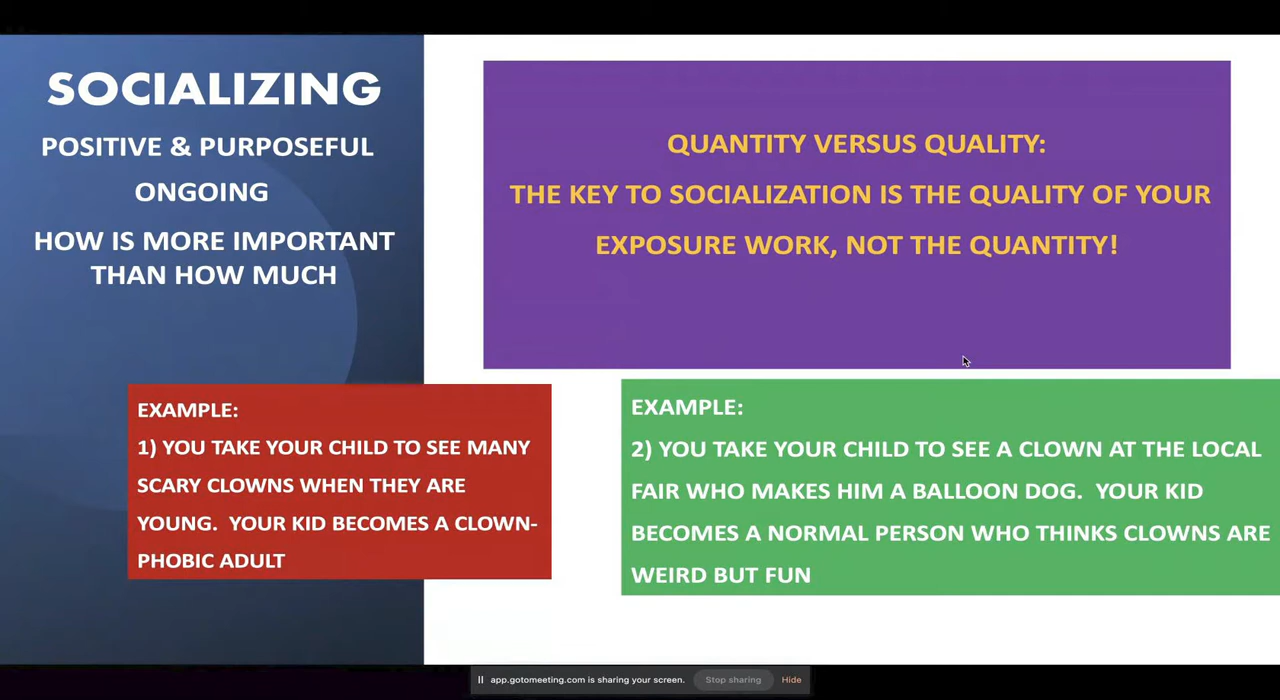 SOCIALIZING
POSITIVE & PURPOSEFUL
ONGOING
HOW IS MORE IMPORTANT
THAN HOW MUCH
QUANTITY VERSUS QUALITY:
THE KEY TO SOCIALIZATION IS THE QUALITY OF YOUR
EXPOSURE WORK, NOT THE QUANTITY!
EXAMPLE:
1) YOU TAKE YOUR CHILD TO SEE MANY
SCARY CLOWNS WHEN THEY ARE
YOUNG.  YOUR KID BECOMES A CLOWN-
PHOBIC ADULT
EXAMPLE:
2) YOU TAKE YOUR CHILD TO SEE A CLOWN AT THE LOCAL
FAIR WHO MAKES HIM A BALLOON DOG.  YOUR KID
BECOMES A NORMAL PERSON WHO THINKS CLOWNS ARE
WEIRD BUT FUN
app.gotomeeting.com is sharing your screen. Stop sharing Hide